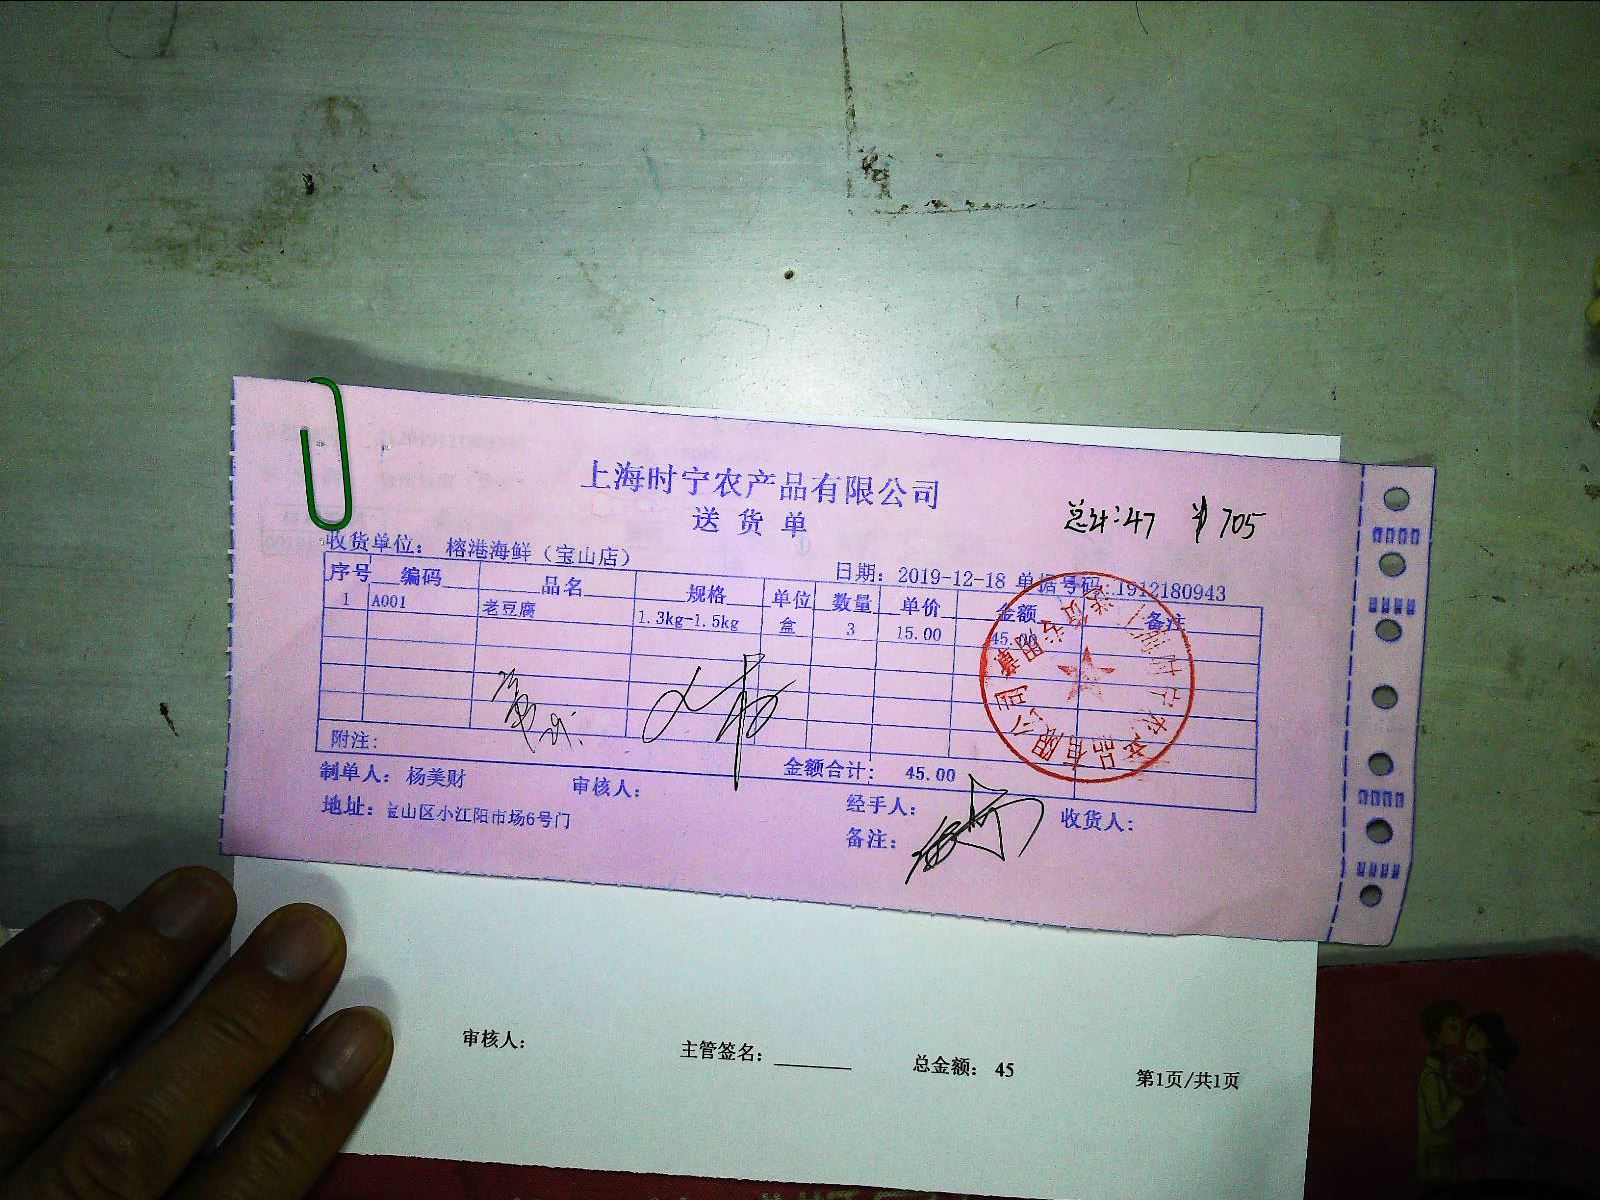 上海时宁农产品有限公司
送货单
总计:47 ¥705
收货单位: 榕港海鲜(宝山店) 日期: 2019-12-18 单据号码: 1912180943
序号 编码 品名 规格 单位 数量 单价 金额 备注
1 A001 老豆腐 1.3kg-1.5kg 盒 3 15.00 45.00
附注: 金额合计: 45.00
制单人: 杨美财 审核人: 经手人: 收货人:
地址: 宝山区小江阳市场6号门 备注:
审核人: 主管签名: 总金额: 45 第1页/共1页